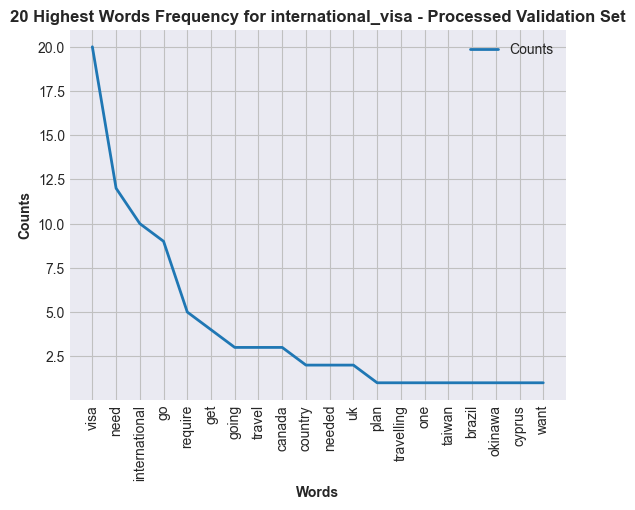 20 Highest Words Frequency for international_visa - Processed Validation Set
Counts
20.0
17.5
15.0
12.5
10.0
7.5
5.0
2.5
Counts
visa
need
international
go
require
get
going
travel
canada
country
needed
uk
plan
travelling
one
taiwan
brazil
okinawa
cyprus
want
Words